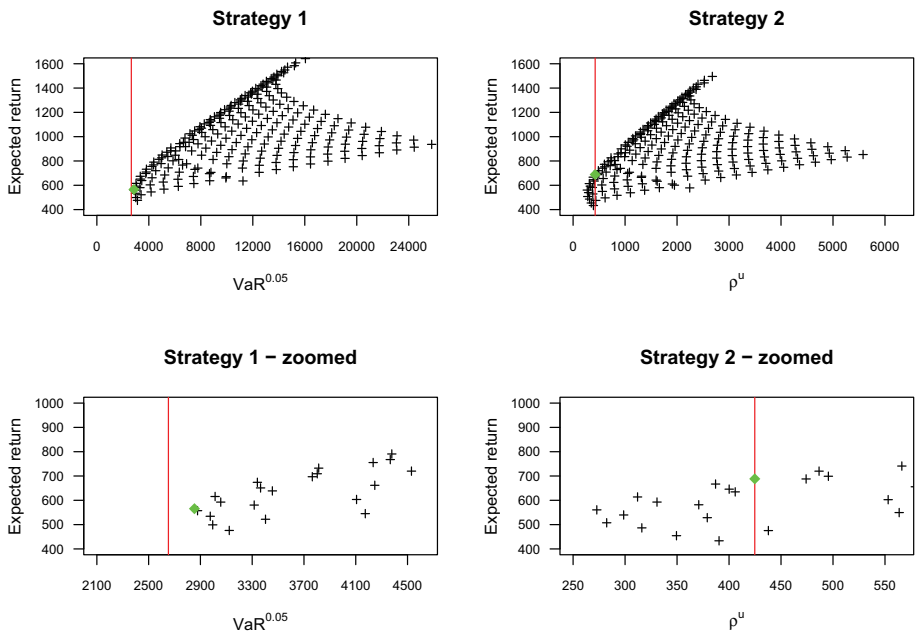 Strategy 1
Expected return
1600
1400
1200
1000
800
600
400
0 4000 8000 12000 16000 20000 24000
VaR^0.05
Strategy 2
Expected return
1600
1400
1200
1000
800
600
400
0 1000 2000 3000 4000 5000 6000
ρ^u
Strategy 1 − zoomed
Expected return
1000
900
800
700
600
500
400
2100 2500 2900 3300 3700 4100 4500
VaR^0.05
Strategy 2 − zoomed
Expected return
1000
900
800
700
600
500
400
250 300 350 400 450 500 550
ρ^u